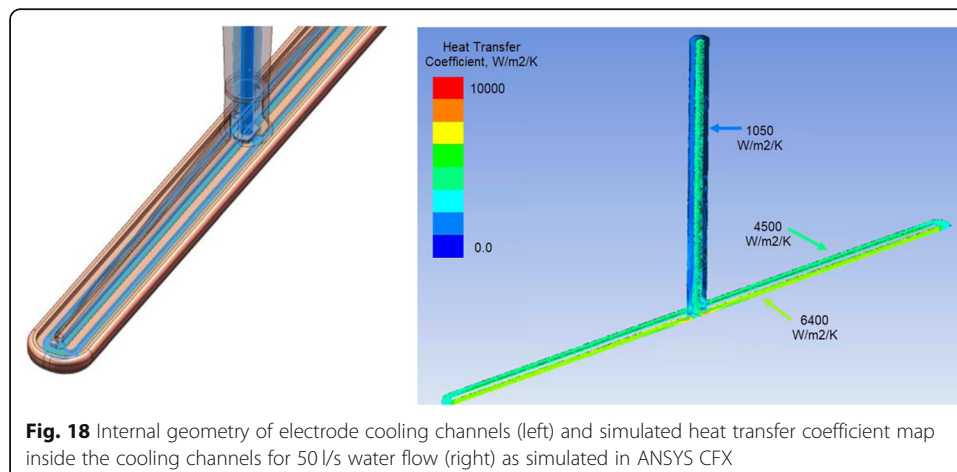 Heat Transfer
Coefficient, W/m2/K
10000
0.0
1050
W/m2/K
4500
W/m2/K
6400
W/m2/K
Fig. 18 Internal geometry of electrode cooling channels (left) and simulated heat transfer coefficient map
inside the cooling channels for 50 l/s water flow (right) as simulated in ANSYS CFX